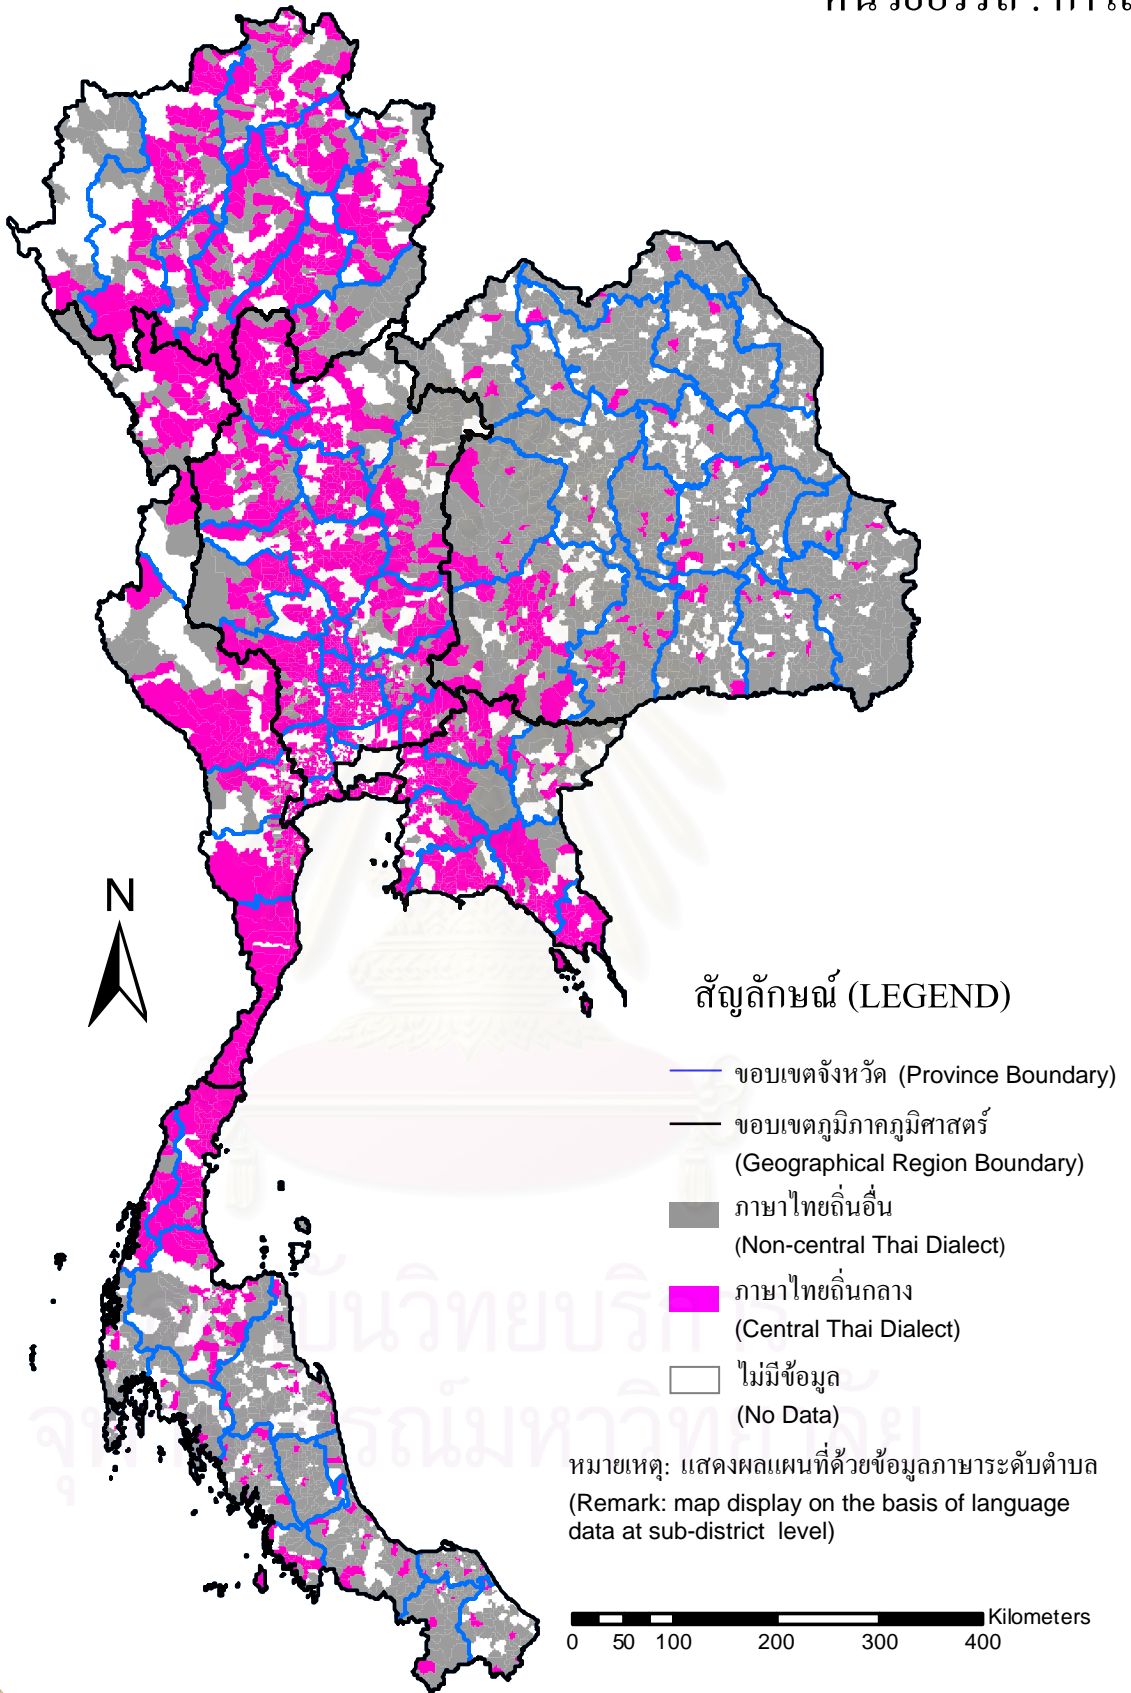 N
สัญลักษณ์ (LEGEND)
ขอบเขตจังหวัด (Province Boundary)
ขอบเขตภูมิภาคภูมิศาสตร์
(Geographical Region Boundary)
ภาษาไทยถิ่นอื่น
(Non-central Thai Dialect)
ภาษาไทยถิ่นกลาง
(Central Thai Dialect)
ไม่มีข้อมูล
(No Data)
หมายเหตุ: แสดงผลแผนที่ด้วยข้อมูลภาษาระดับตำบล
(Remark: map display on the basis of language
data at sub-district level)
Kilometers
0 50 100 200 300 400